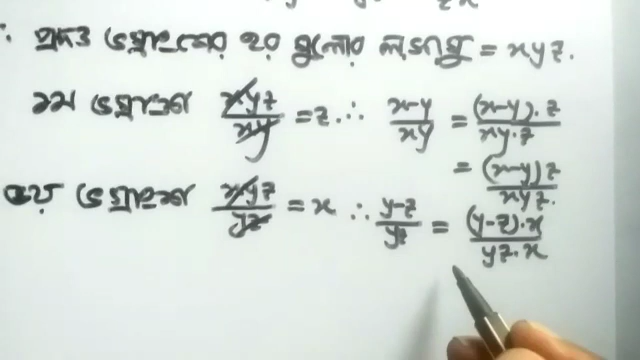 ∴ প্রদত্ত ভগ্নাংশের হর গুলোর লসাগু = xyz.
১ম ভগ্নাংশ xyz/xy = z ∴ x-y/xy = (x-y).z/xy.z
= (x-y)z/xyz.
২য় ভগ্নাংশ xyz/yz = x ∴ y-z/yz = (y-z).x/yz.x